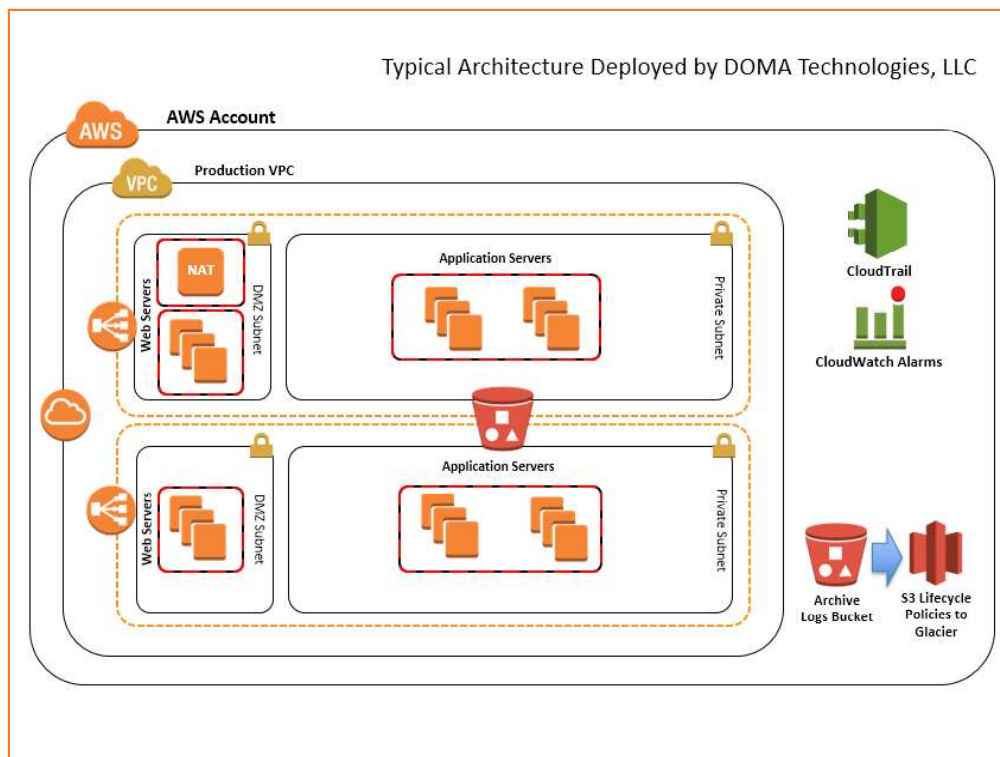 Typical Architecture Deployed by DOMA Technologies, LLC
AWS
AWS Account
VPC
Production VPC
NAT
Web Servers
DMZ Subnet
Application Servers
Private Subnet
CloudTrail
CloudWatch Alarms
Web Servers
DMZ Subnet
Application Servers
Private Subnet
Archive
Logs Bucket
S3 Lifecycle
Policies to
Glacier